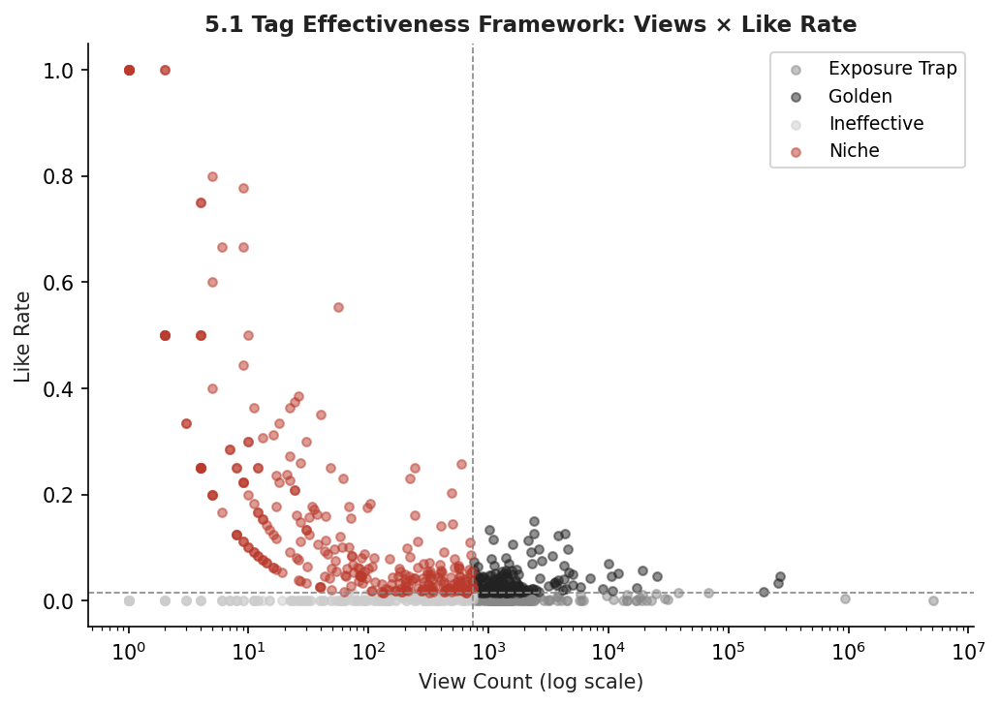 5.1 Tag Effectiveness Framework: Views × Like Rate
Exposure Trap
Golden
Ineffective
Niche
1.0
0.8
0.6
0.4
0.2
0.0
Like Rate
10⁰ 10¹ 10² 10³ 10⁴ 10⁵ 10⁶ 10⁷
View Count (log scale)